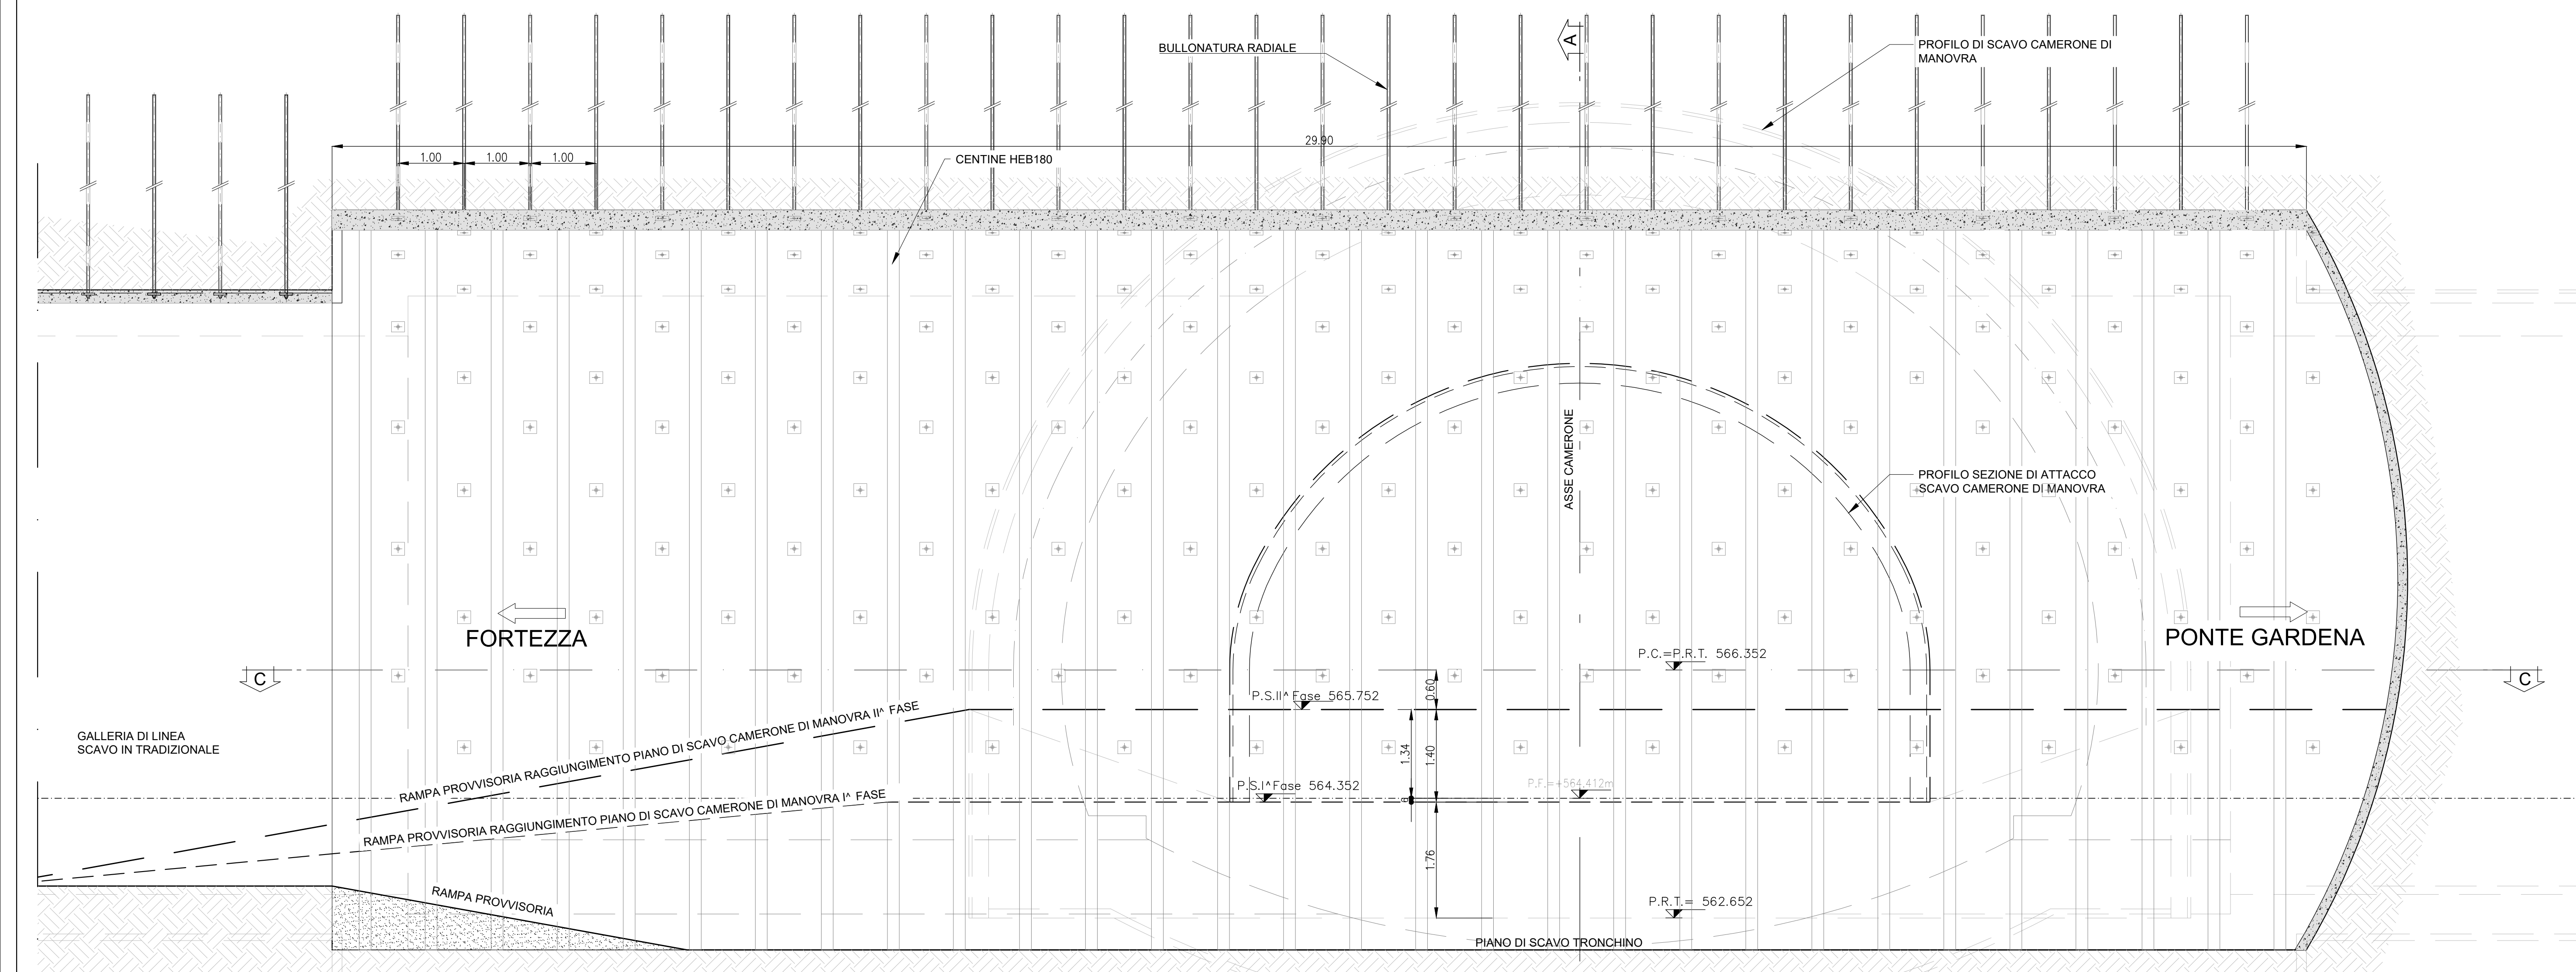 BULLONATURA RADIALE
A
PROFILO DI SCAVO CAMERONE DI
MANOVRA
29.90
1.00
1.00
1.00
CENTINE HEB180
ASSE CAMERONE
PROFILO SEZIONE DI ATTACCO
SCAVO CAMERONE DI MANOVRA
FORTEZZA
PONTE GARDENA
C
C
P.C.=P.R.T. 566.352
0.60
P.S.II^ Fase 565.752
GALLERIA DI LINEA
SCAVO IN TRADIZIONALE
RAMPA PROVVISORIA RAGGIUNGIMENTO PIANO DI SCAVO CAMERONE DI MANOVRA II^ FASE
1.34
1.40
P.S.I^Fase 564.352
P.F.=+564.412m
RAMPA PROVVISORIA RAGGIUNGIMENTO PIANO DI SCAVO CAMERONE DI MANOVRA I^ FASE
1.76
RAMPA PROVVISORIA
P.R.T.= 562.652
PIANO DI SCAVO TRONCHINO